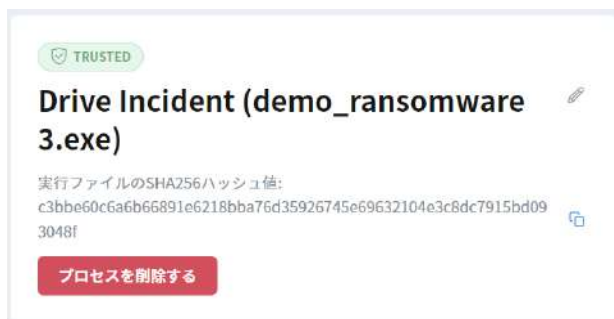 TRUSTED
Drive Incident (demo_ransomware
3.exe)
実行ファイルのSHA256ハッシュ値:
c3bbe60c6a6b66891e6218bba76d35926745e69632104e3c8dc7915bd09
3048f
プロセスを削除する